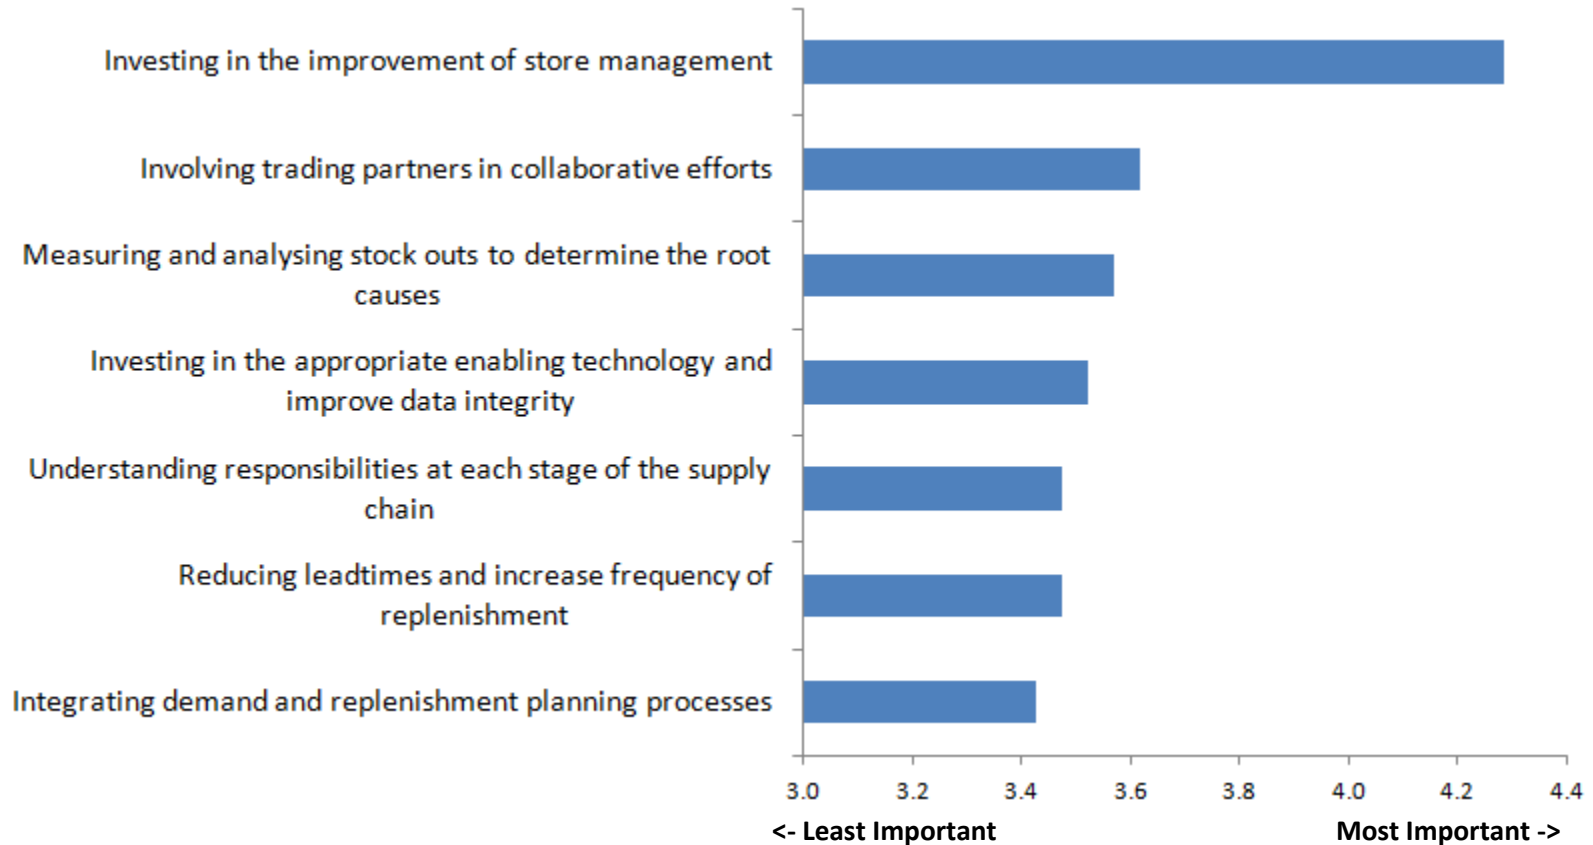 Investing in the improvement of store management
Involving trading partners in collaborative efforts
Measuring and analysing stock outs to determine the root
causes
Investing in the appropriate enabling technology and
improve data integrity
Understanding responsibilities at each stage of the supply
chain
Reducing leadtimes and increase frequency of
replenishment
Integrating demand and replenishment planning processes
3.0 3.2 3.4 3.6 3.8 4.0 4.2 4.4
<- Least Important Most Important ->